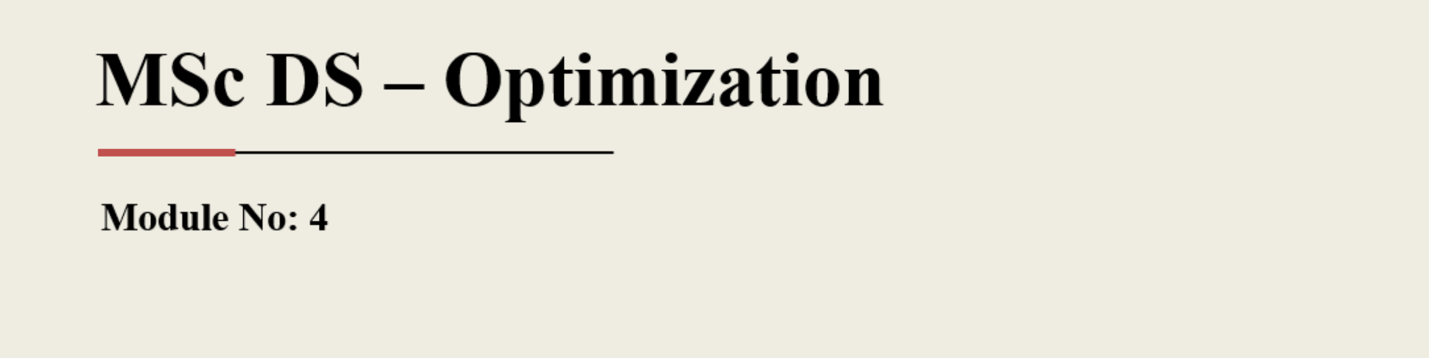 MSc DS – Optimization
Module No: 4